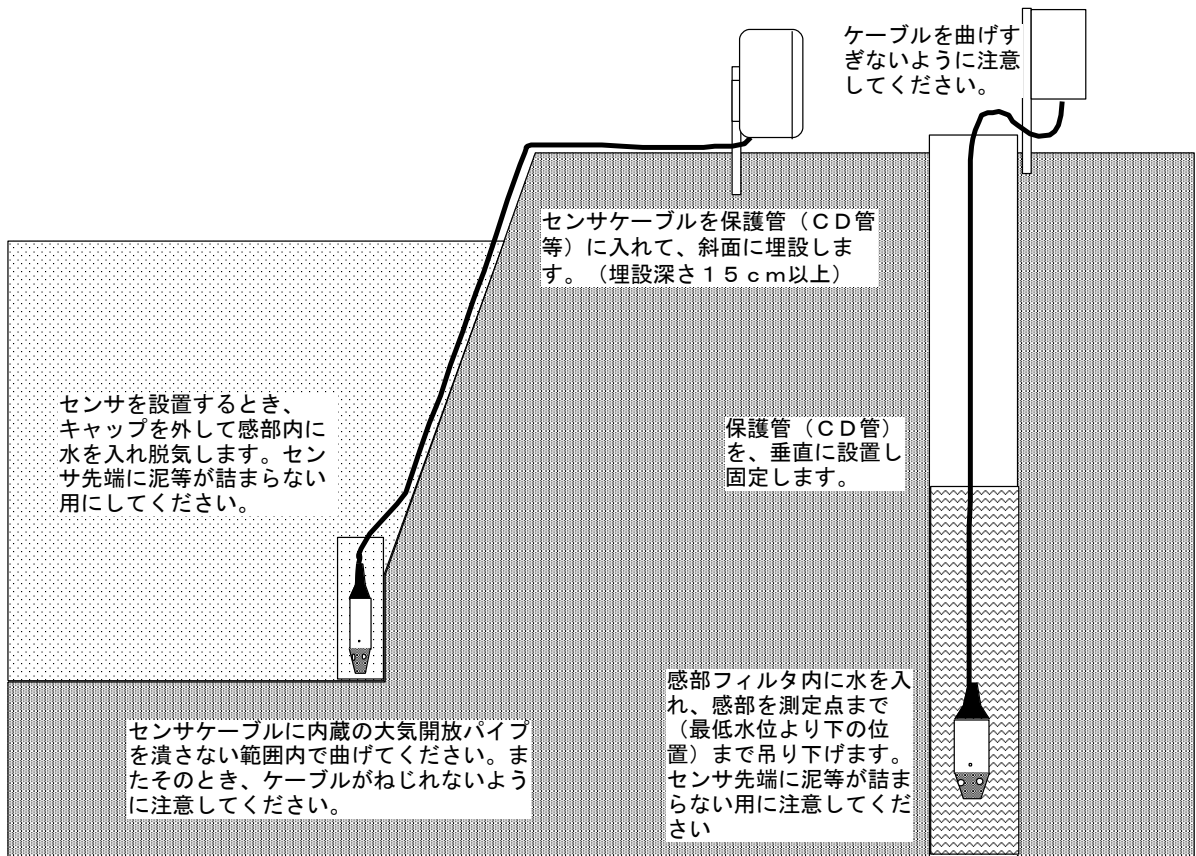 ケーブルを曲げす
ぎないように注意
してください。
センサケーブルを保護管（ＣＤ管
等）に入れて、斜面に埋設しま
す。（埋設深さ１５ｃｍ以上）
センサを設置するとき、
キャップを外して感部内に
水を入れ脱気します。セン
サ先端に泥等が詰まらない
用にしてください。
保護管（ＣＤ管）
を、垂直に設置し
固定します。
センサケーブルに内蔵の大気開放パイプ
を潰さない範囲内で曲げてください。ま
たそのとき、ケーブルがねじれないよう
に注意してください。
感部フィルタ内に水を入
れ、感部を測定点まで
（最低水位より下の位
置）まで吊り下げます。
センサ先端に泥等が詰ま
らない用に注意してくだ
さい